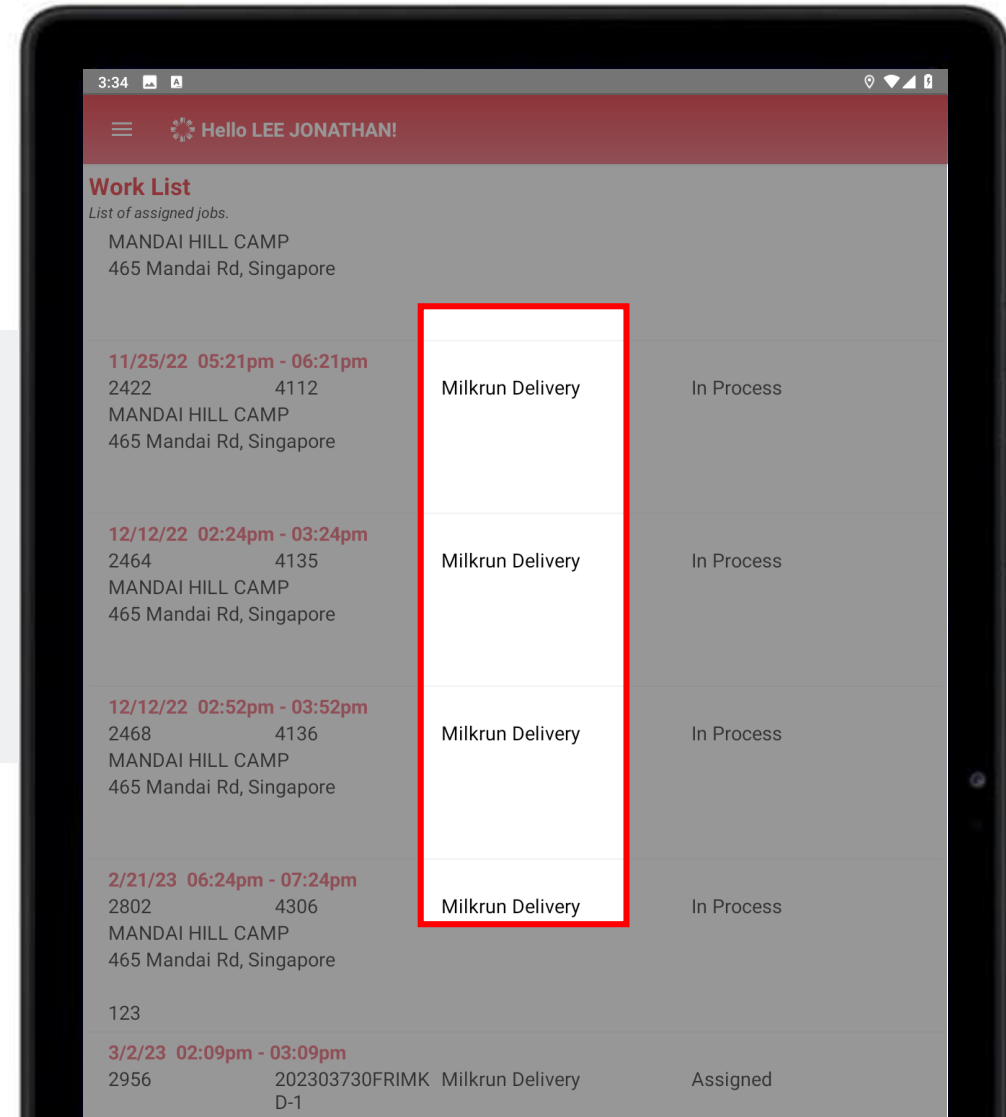 3:34
Hello LEE JONATHAN!
Work List
List of assigned jobs.
MANDAI HILL CAMP
465 Mandai Rd, Singapore
11/25/22 05:21pm - 06:21pm
2422 4112 Milkrun Delivery In Process
MANDAI HILL CAMP
465 Mandai Rd, Singapore
12/12/22 02:24pm - 03:24pm
2464 4135 Milkrun Delivery In Process
MANDAI HILL CAMP
465 Mandai Rd, Singapore
12/12/22 02:52pm - 03:52pm
2468 4136 Milkrun Delivery In Process
MANDAI HILL CAMP
465 Mandai Rd, Singapore
2/21/23 06:24pm - 07:24pm
2802 4306 Milkrun Delivery In Process
MANDAI HILL CAMP
465 Mandai Rd, Singapore
123
3/2/23 02:09pm - 03:09pm
2956 202303730FRIMK Milkrun Delivery Assigned
D-1